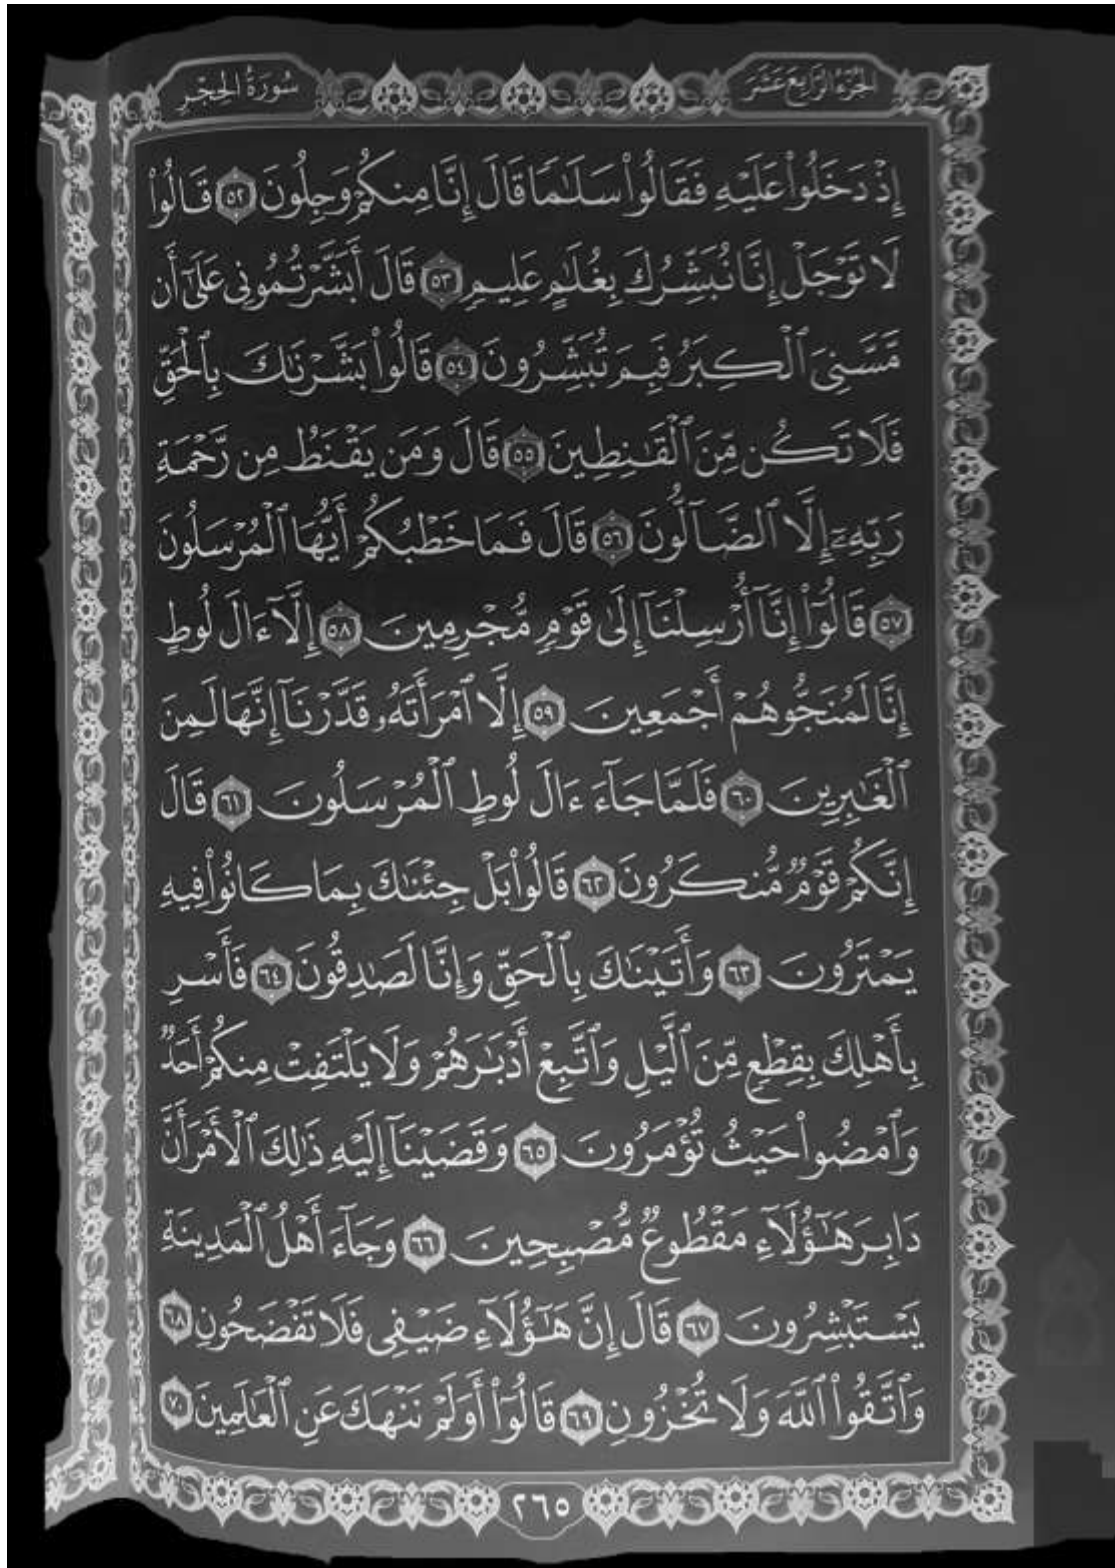 الجزء الرابع عشر
سورة الحجر
إِذْ دَخَلُوا۟ عَلَيْهِ فَقَالُوا۟ سَلَـٰمًا قَالَ إِنَّا مِنكُمْ وَجِلُونَ ٥٢ قَالُوا۟
لَا تَوْجَلْ إِنَّا نُبَشِّرُكَ بِغُلَـٰمٍ عَلِيمٍ ٥٣ قَالَ أَبَشَّرْتُمُونِى عَلَىٰٓ أَن
مَّسَّنِىَ ٱلْكِبَرُ فَبِمَ تُبَشِّرُونَ ٥٤ قَالُوا۟ بَشَّرْنَـٰكَ بِٱلْحَقِّ
فَلَا تَكُن مِّنَ ٱلْقَـٰنِطِينَ ٥٥ قَالَ وَمَن يَقْنَطُ مِن رَّحْمَةِ
رَبِّهِۦٓ إِلَّا ٱلضَّآلُّونَ ٥٦ قَالَ فَمَا خَطْبُكُمْ أَيُّهَا ٱلْمُرْسَلُونَ
٥٧ قَالُوٓا۟ إِنَّآ أُرْسِلْنَآ إِلَىٰ قَوْمٍ مُّجْرِمِينَ ٥٨ إِلَّآ ءَالَ لُوطٍ
إِنَّا لَمُنَجُّوهُمْ أَجْمَعِينَ ٥٩ إِلَّا ٱمْرَأَتَهُۥ قَدَّرْنَآ إِنَّهَا لَمِنَ
ٱلْغَـٰبِرِينَ ٦٠ فَلَمَّا جَآءَ ءَالَ لُوطٍ ٱلْمُرْسَلُونَ ٦١ قَالَ
إِنَّكُمْ قَوْمٌ مُّنكَرُونَ ٦٢ قَالُوا۟ بَلْ جِئْنَـٰكَ بِمَا كَانُوا۟ فِيهِ
يَمْتَرُونَ ٦٣ وَأَتَيْنَـٰكَ بِٱلْحَقِّ وَإِنَّا لَصَـٰدِقُونَ ٦٤ فَأَسْرِ
بِأَهْلِكَ بِقِطْعٍ مِّنَ ٱلَّيْلِ وَٱتَّبِعْ أَدْبَـٰرَهُمْ وَلَا يَلْتَفِتْ مِنكُمْ أَحَدٌ
وَٱمْضُوا۟ حَيْثُ تُؤْمَرُونَ ٦٥ وَقَضَيْنَآ إِلَيْهِ ذَٰلِكَ ٱلْأَمْرَ أَنَّ
دَابِرَ هَـٰٓؤُلَآءِ مَقْطُوعٌ مُّصْبِحِينَ ٦٦ وَجَآءَ أَهْلُ ٱلْمَدِينَةِ
يَسْتَبْشِرُونَ ٦٧ قَالَ إِنَّ هَـٰٓؤُلَآءِ ضَيْفِى فَلَا تَفْضَحُونِ ٦٨
وَٱتَّقُوا۟ ٱللَّهَ وَلَا تُخْزُونِ ٦٩ قَالُوٓا۟ أَوَلَمْ نَنْهَكَ عَنِ ٱلْعَـٰلَمِينَ ٧٠
٢٦٥